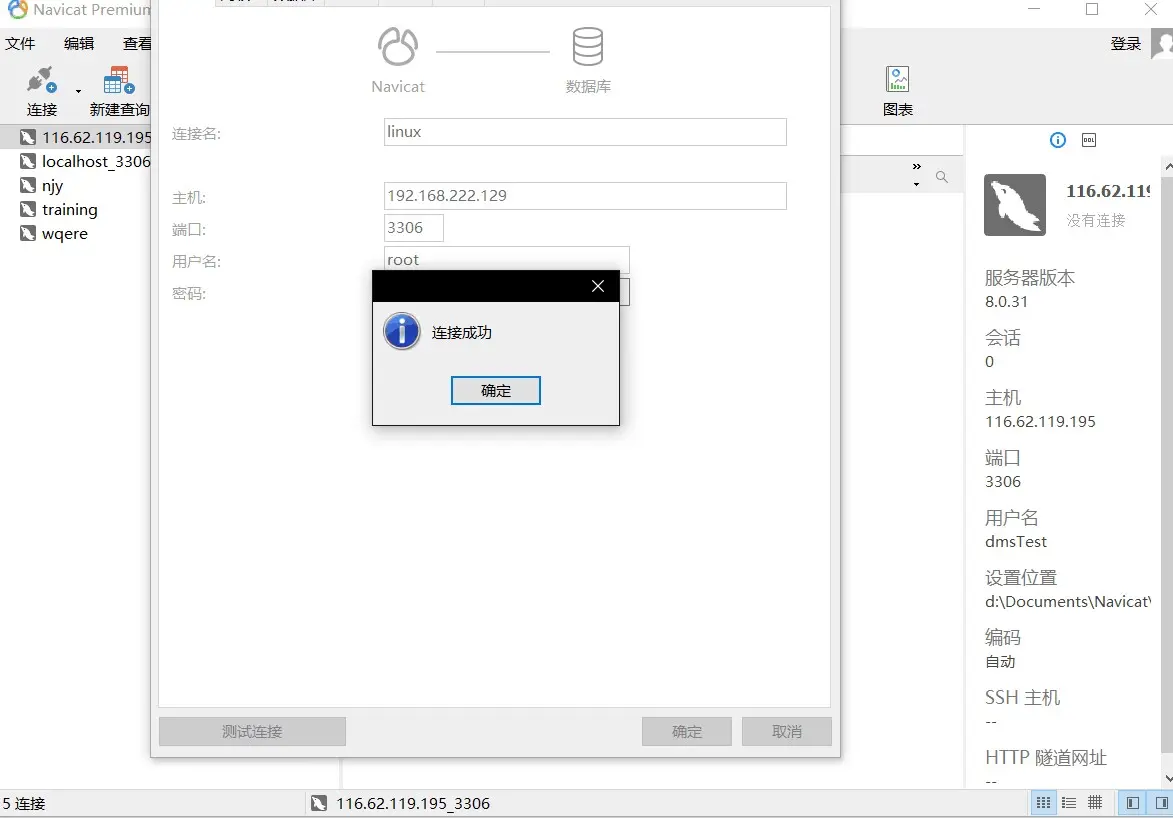 Navicat Premium
文件 编辑 查看
登录
连接
新建查询
图表
116.62.119.195
localhost_3306
njy
training
wqere
Navicat
数据库
连接名:
linux
主机:
192.168.222.129
端口:
3306
用户名:
root
密码:
连接成功
确定
测试连接
确定
取消
DDL
116.62.119
没有连接
服务器版本
8.0.31
会话
0
主机
116.62.119.195
端口
3306
用户名
dmsTest
设置位置
d:\Documents\Navicat\
编码
自动
SSH 主机
--
HTTP 隧道网址
--
5 连接
116.62.119.195_3306